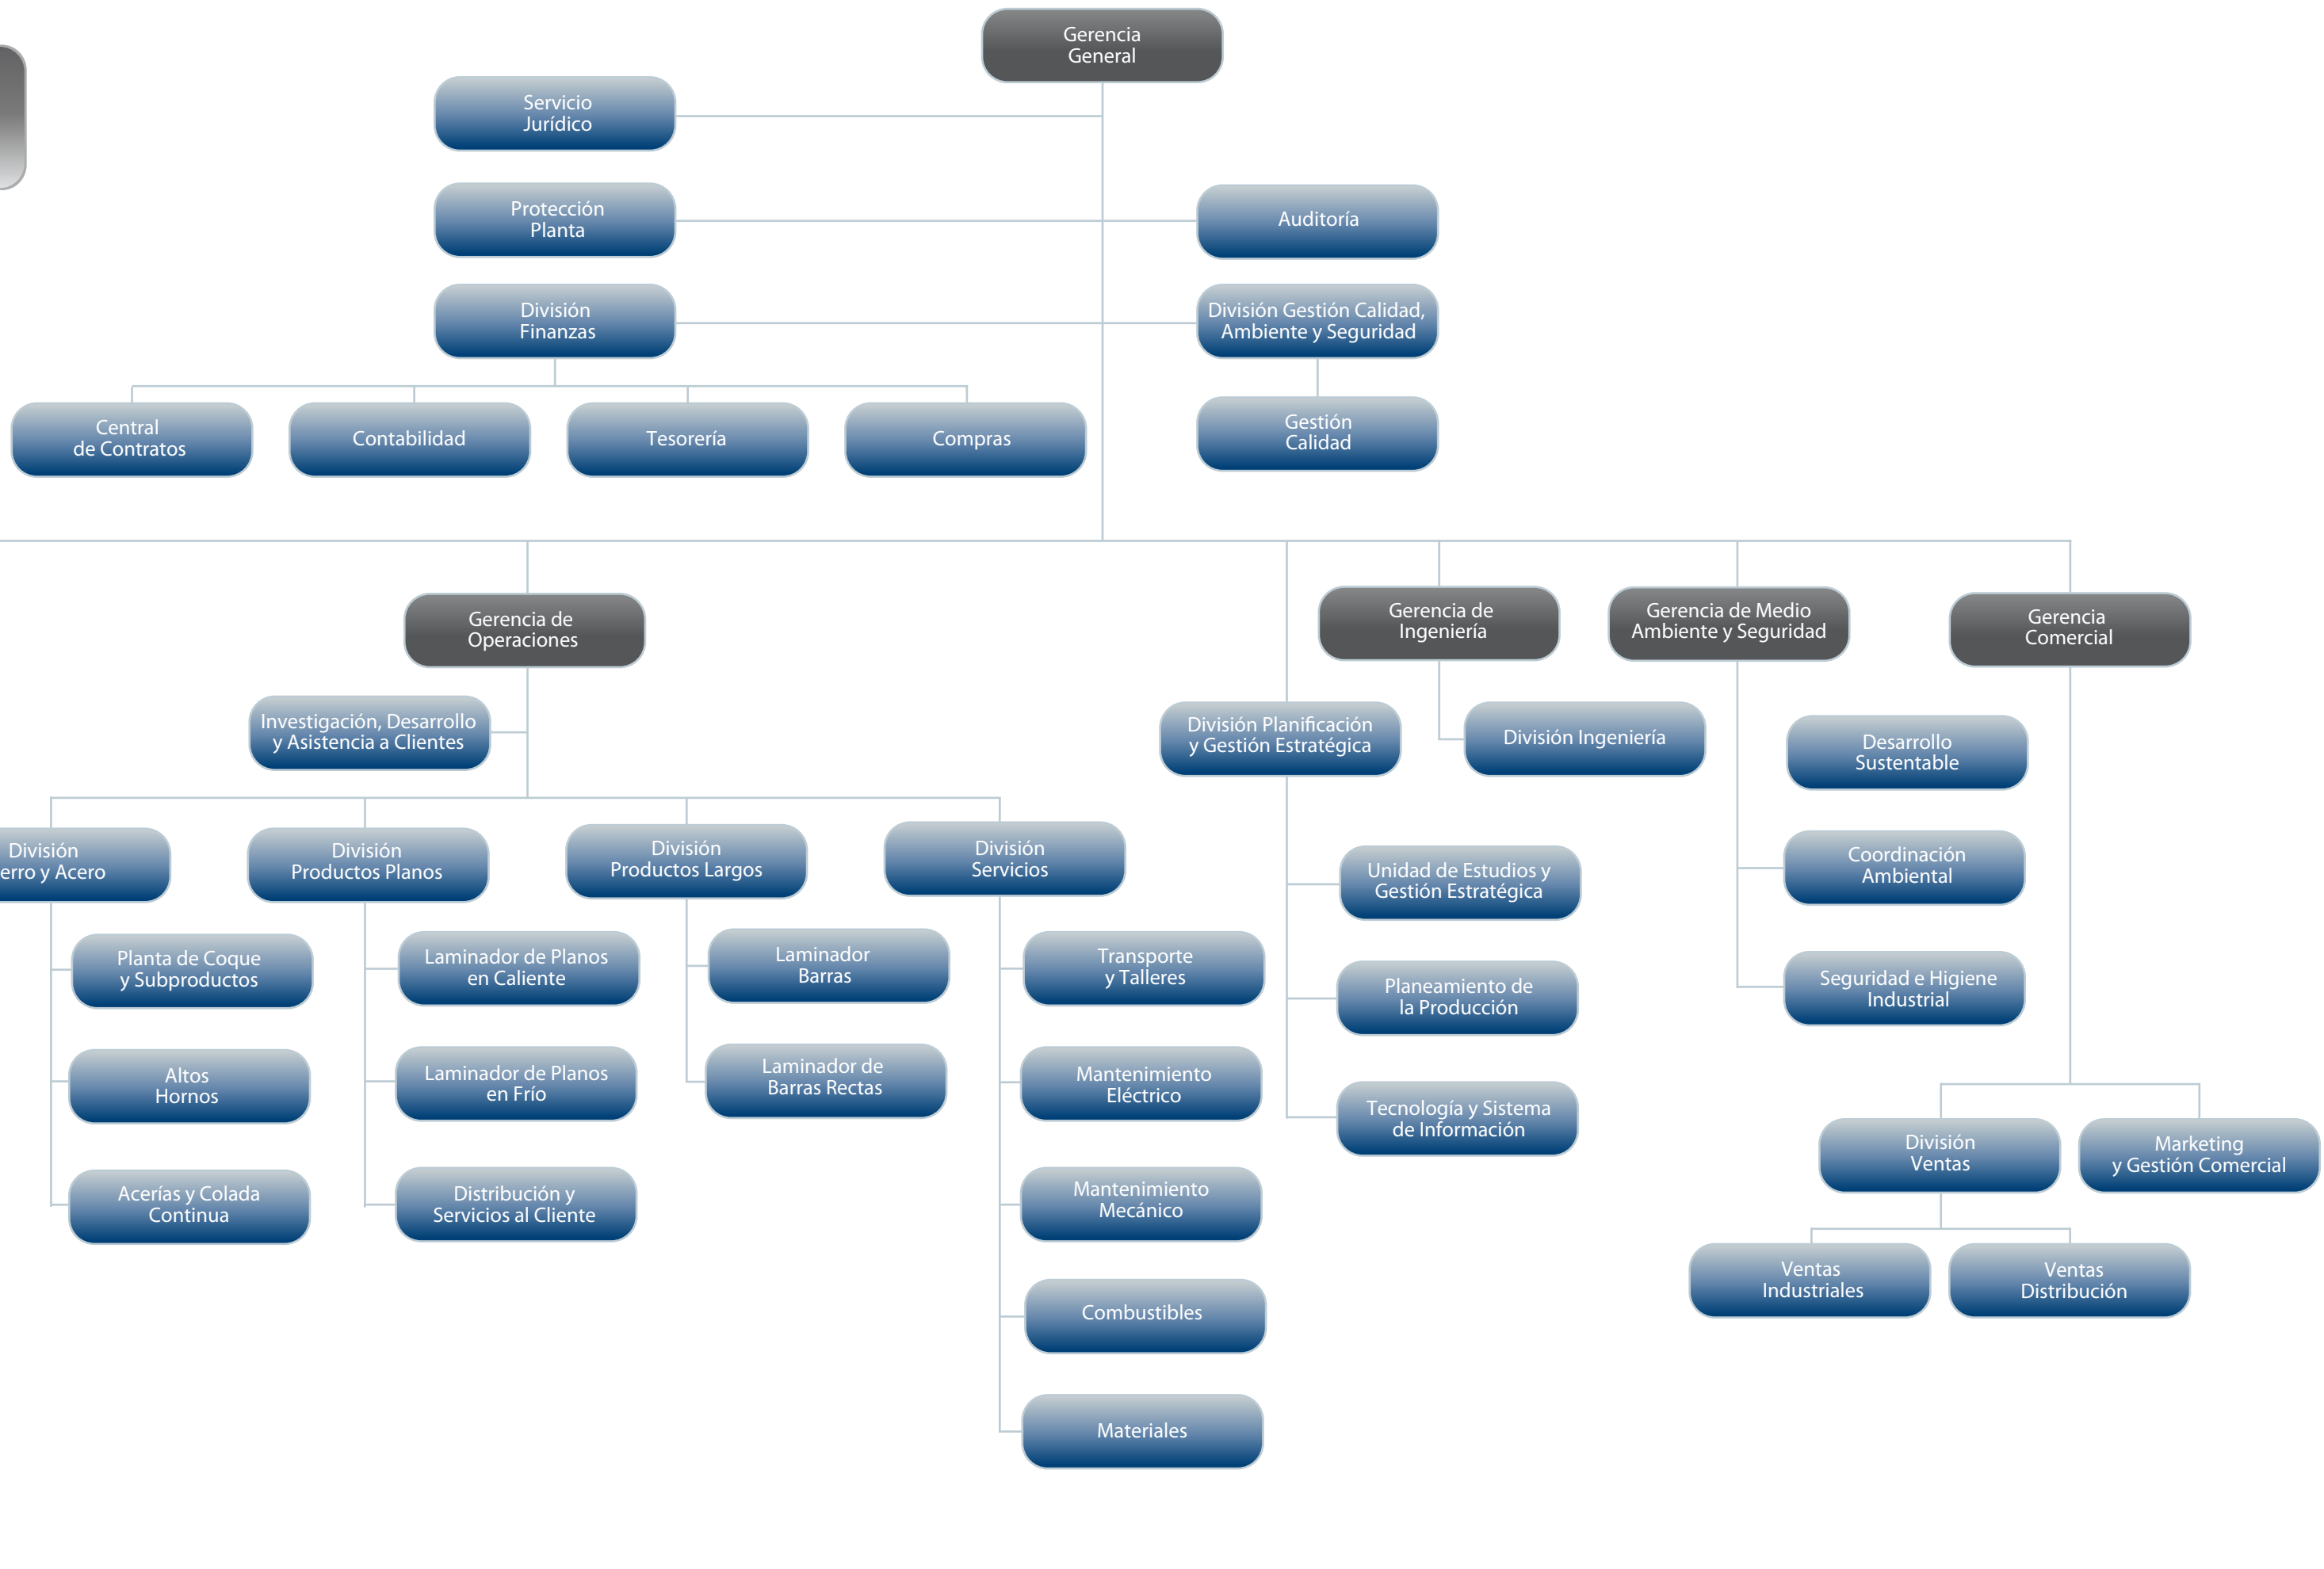 Gerencia
General
Servicio
Jurídico
Protección
Planta
Auditoría
División
Finanzas
División Gestión Calidad,
Ambiente y Seguridad
Central
de Contratos
Contabilidad
Tesorería
Compras
Gestión
Calidad
Gerencia de
Operaciones
Gerencia de
Ingeniería
Gerencia de Medio
Ambiente y Seguridad
Gerencia
Comercial
Investigación, Desarrollo
y Asistencia a Clientes
División Planificación
y Gestión Estratégica
División Ingeniería
Desarrollo
Sustentable
División
erro y Acero
División
Productos Planos
División
Productos Largos
División
Servicios
Unidad de Estudios y
Gestión Estratégica
Coordinación
Ambiental
Planta de Coque
y Subproductos
Laminador de Planos
en Caliente
Laminador
Barras
Transporte
y Talleres
Planeamiento de
la Producción
Seguridad e Higiene
Industrial
Altos
Hornos
Laminador de Planos
en Frío
Laminador de
Barras Rectas
Mantenimiento
Eléctrico
Tecnología y Sistema
de Información
Acerías y Colada
Continua
Distribución y
Servicios al Cliente
Mantenimiento
Mecánico
División
Ventas
Marketing
y Gestión Comercial
Combustibles
Ventas
Industriales
Ventas
Distribución
Materiales